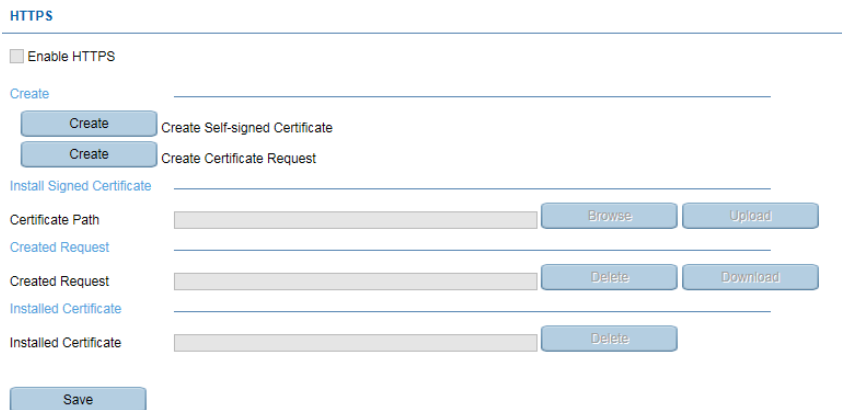 HTTPS
Enable HTTPS
Create
Create Create Self-signed Certificate
Create Create Certificate Request
Install Signed Certificate
Certificate Path Browse Upload
Created Request
Created Request Delete Download
Installed Certificate
Installed Certificate Delete
Save